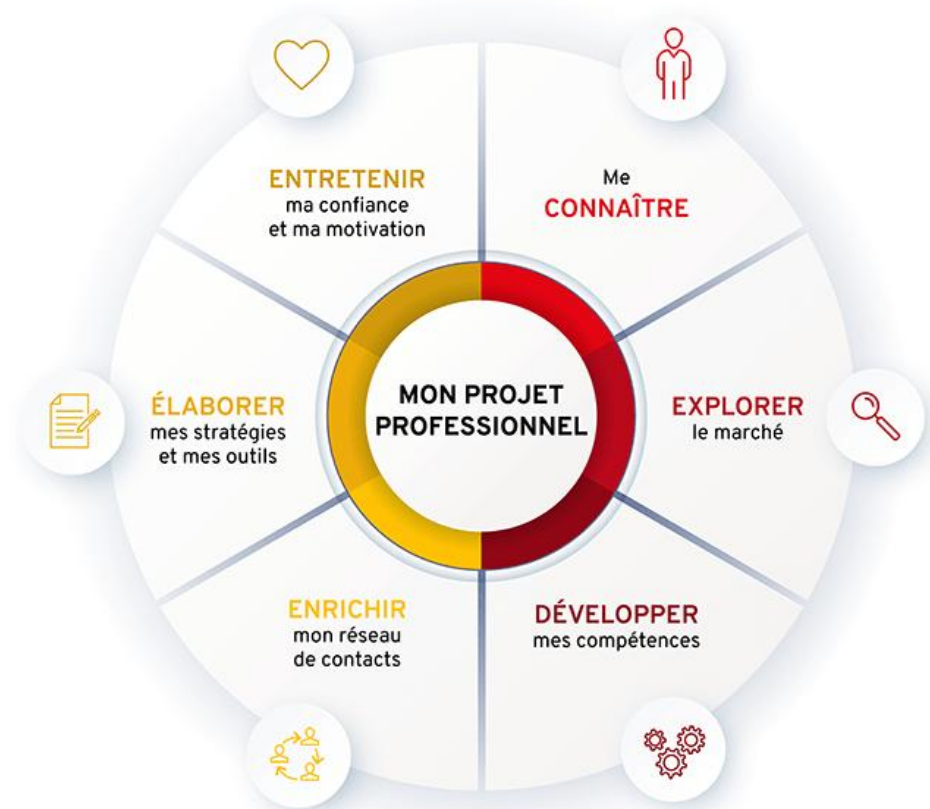 MON PROJET
PROFESSIONNEL
Me
CONNAÎTRE
EXPLORER
le marché
DÉVELOPPER
mes compétences
ENRICHIR
mon réseau
de contacts
ÉLABORER
mes stratégies
et mes outils
ENTRETENIR
ma confiance
et ma motivation